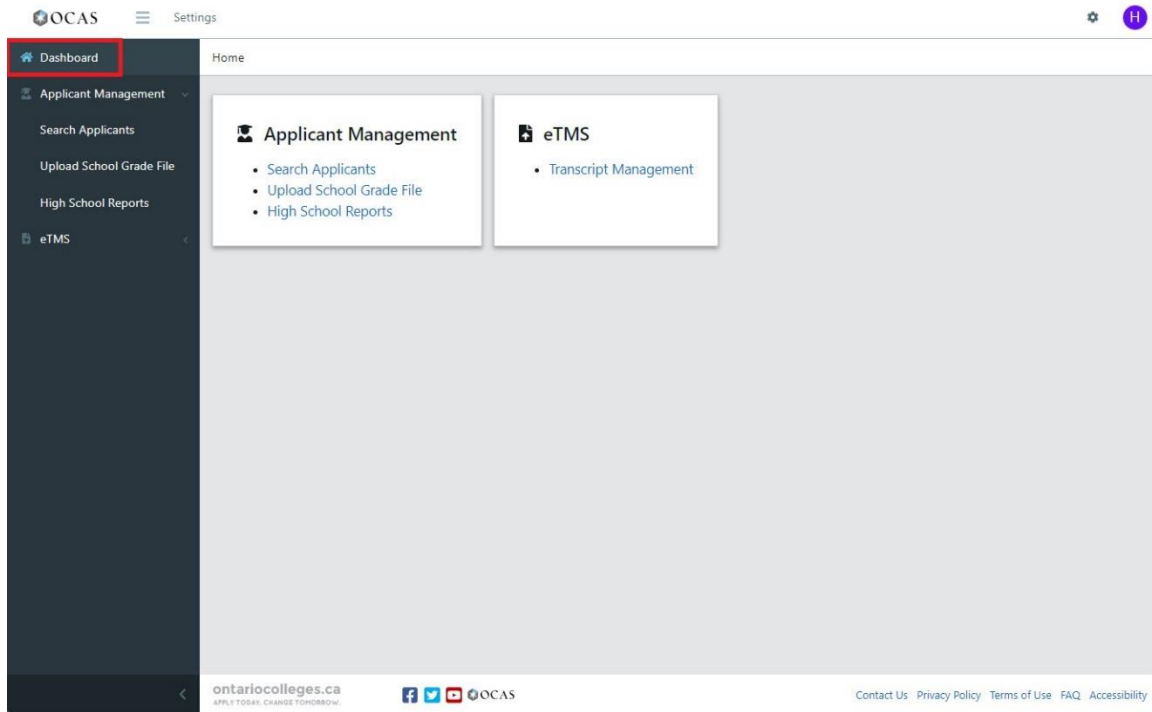 OCAS
Settings
H
Dashboard
Home
Applicant Management
Search Applicants
Upload School Grade File
High School Reports
eTMS
Applicant Management
Search Applicants
Upload School Grade File
High School Reports
eTMS
Transcript Management
ontariocolleges.ca
APPLY TODAY. CHANGE TOMORROW.
OCAS
Contact Us Privacy Policy Terms of Use FAQ Accessibility